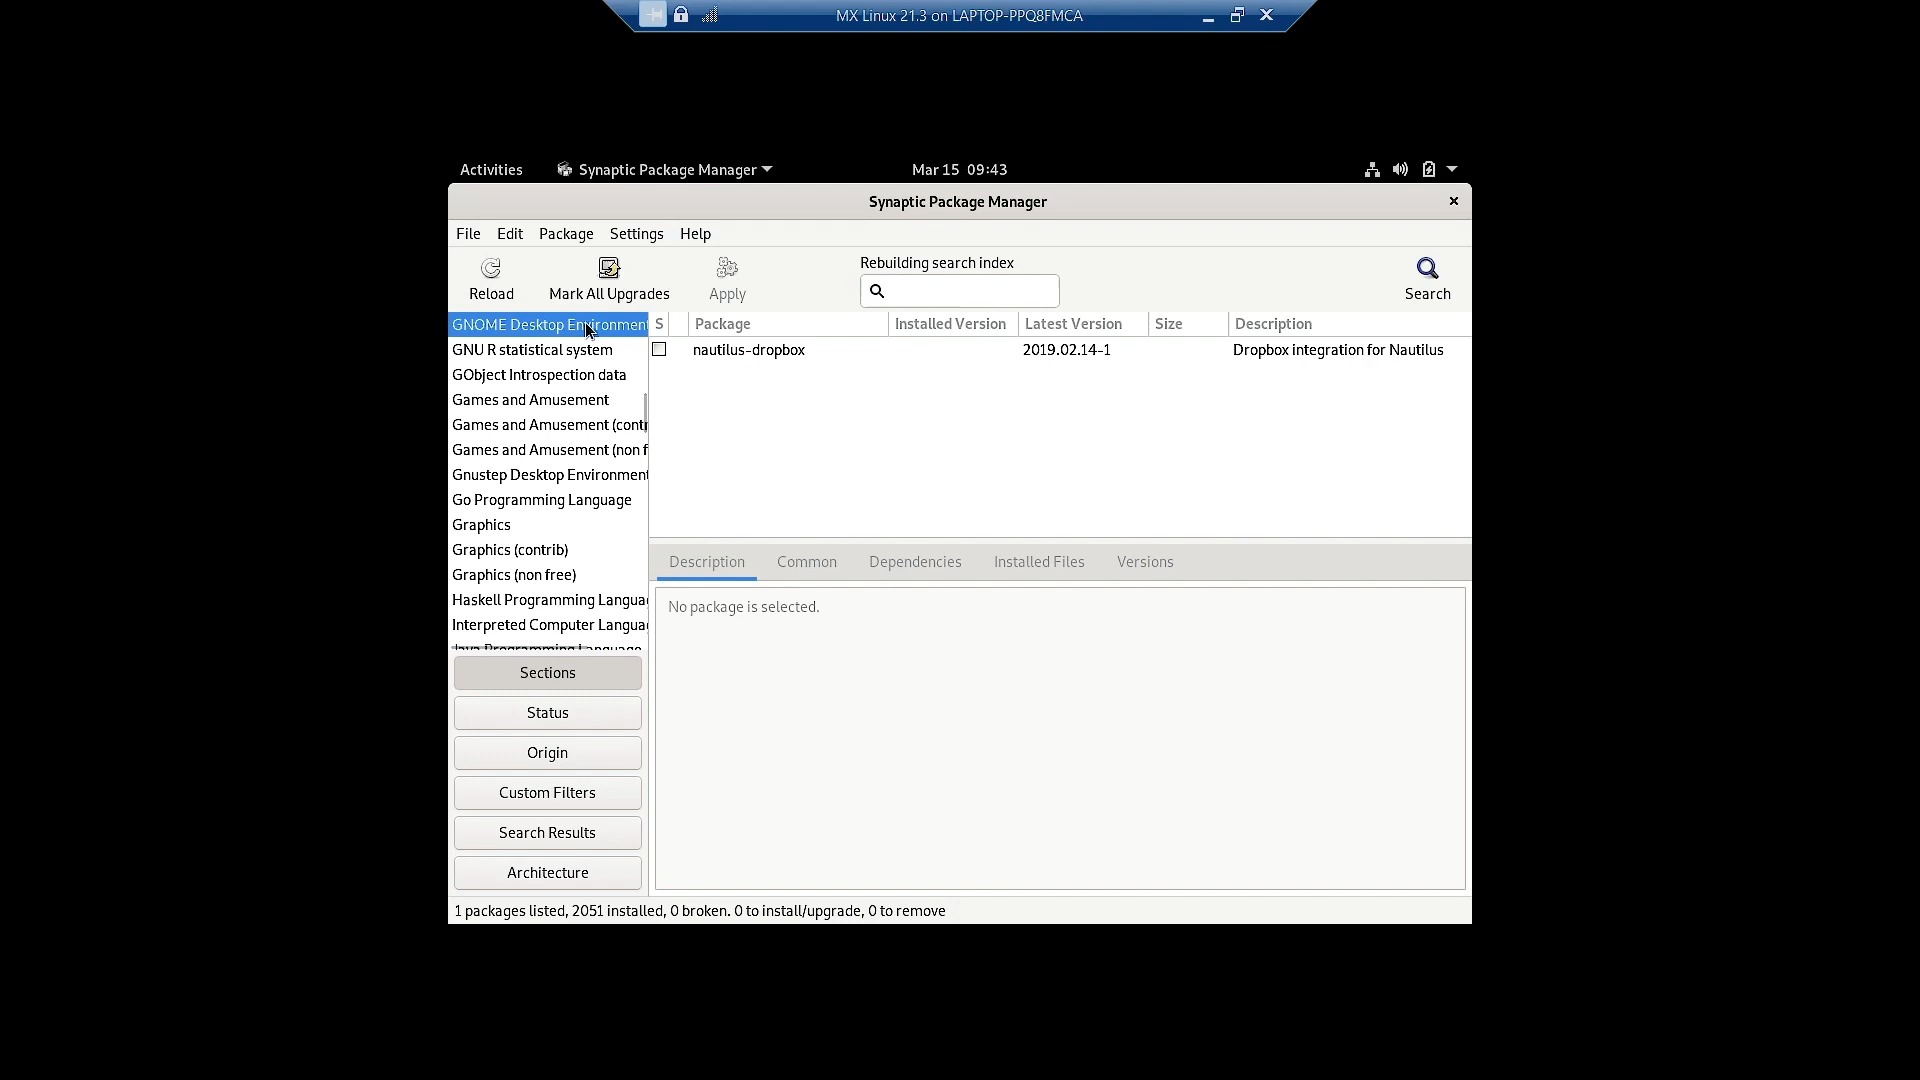 MX Linux 21.3 on LAPTOP-PPQ8FMCA
Activities Synaptic Package Manager Mar 15 09:43
Synaptic Package Manager
File Edit Package Settings Help
Reload Mark All Upgrades Apply Rebuilding search index Search
S Package Installed Version Latest Version Size Description
nautilus-dropbox 2019.02.14-1 Dropbox integration for Nautilus
GNOME Desktop Environment
GNU R statistical system
GObject Introspection data
Games and Amusement
Games and Amusement (contr
Games and Amusement (non f
Gnustep Desktop Environment
Go Programming Language
Graphics
Graphics (contrib)
Graphics (non free)
Haskell Programming Languag
Interpreted Computer Languag
Java Programming Language
Sections
Status
Origin
Custom Filters
Search Results
Architecture
Description Common Dependencies Installed Files Versions
No package is selected.
1 packages listed, 2051 installed, 0 broken. 0 to install/upgrade, 0 to remove